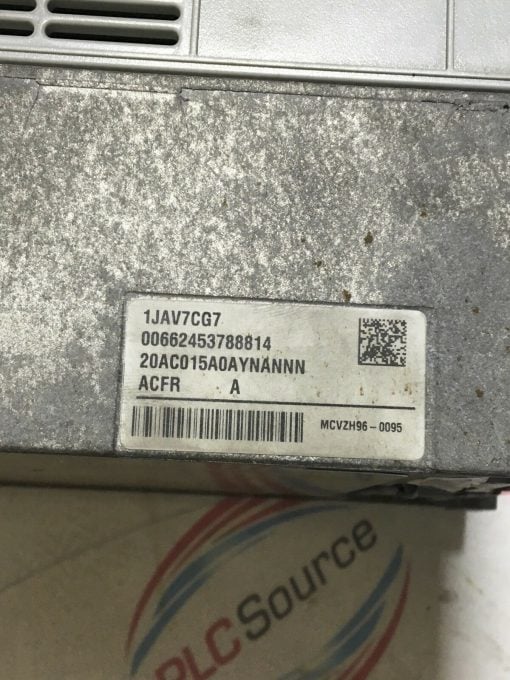 1JAV7CG7
00662453788814
20AC015A0AYNANNN
ACFR A
MCVZH96-0095
PLCSource